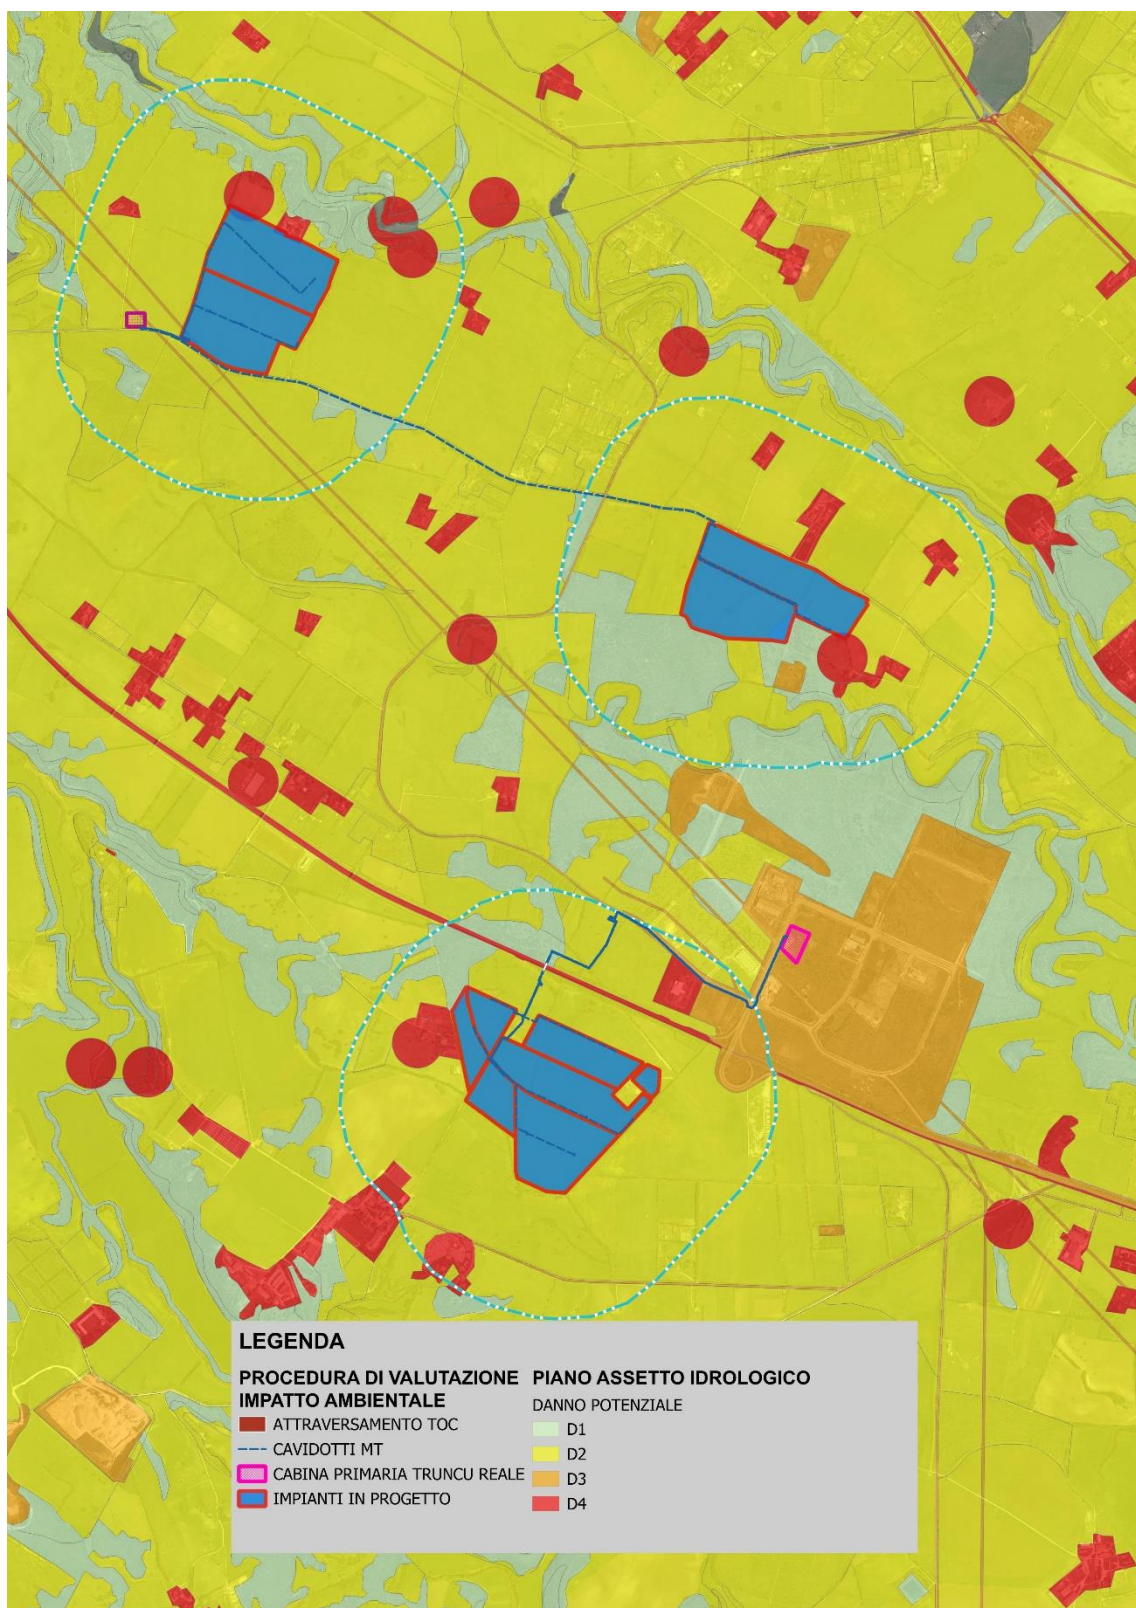 LEGENDA
PROCEDURA DI VALUTAZIONE
IMPATTO AMBIENTALE
ATTRAVERSAMENTO TOC
CAVIDOTTI MT
CABINA PRIMARIA TRUNCU REALE
IMPIANTI IN PROGETTO
PIANO ASSETTO IDROLOGICO
DANNO POTENZIALE
D1
D2
D3
D4